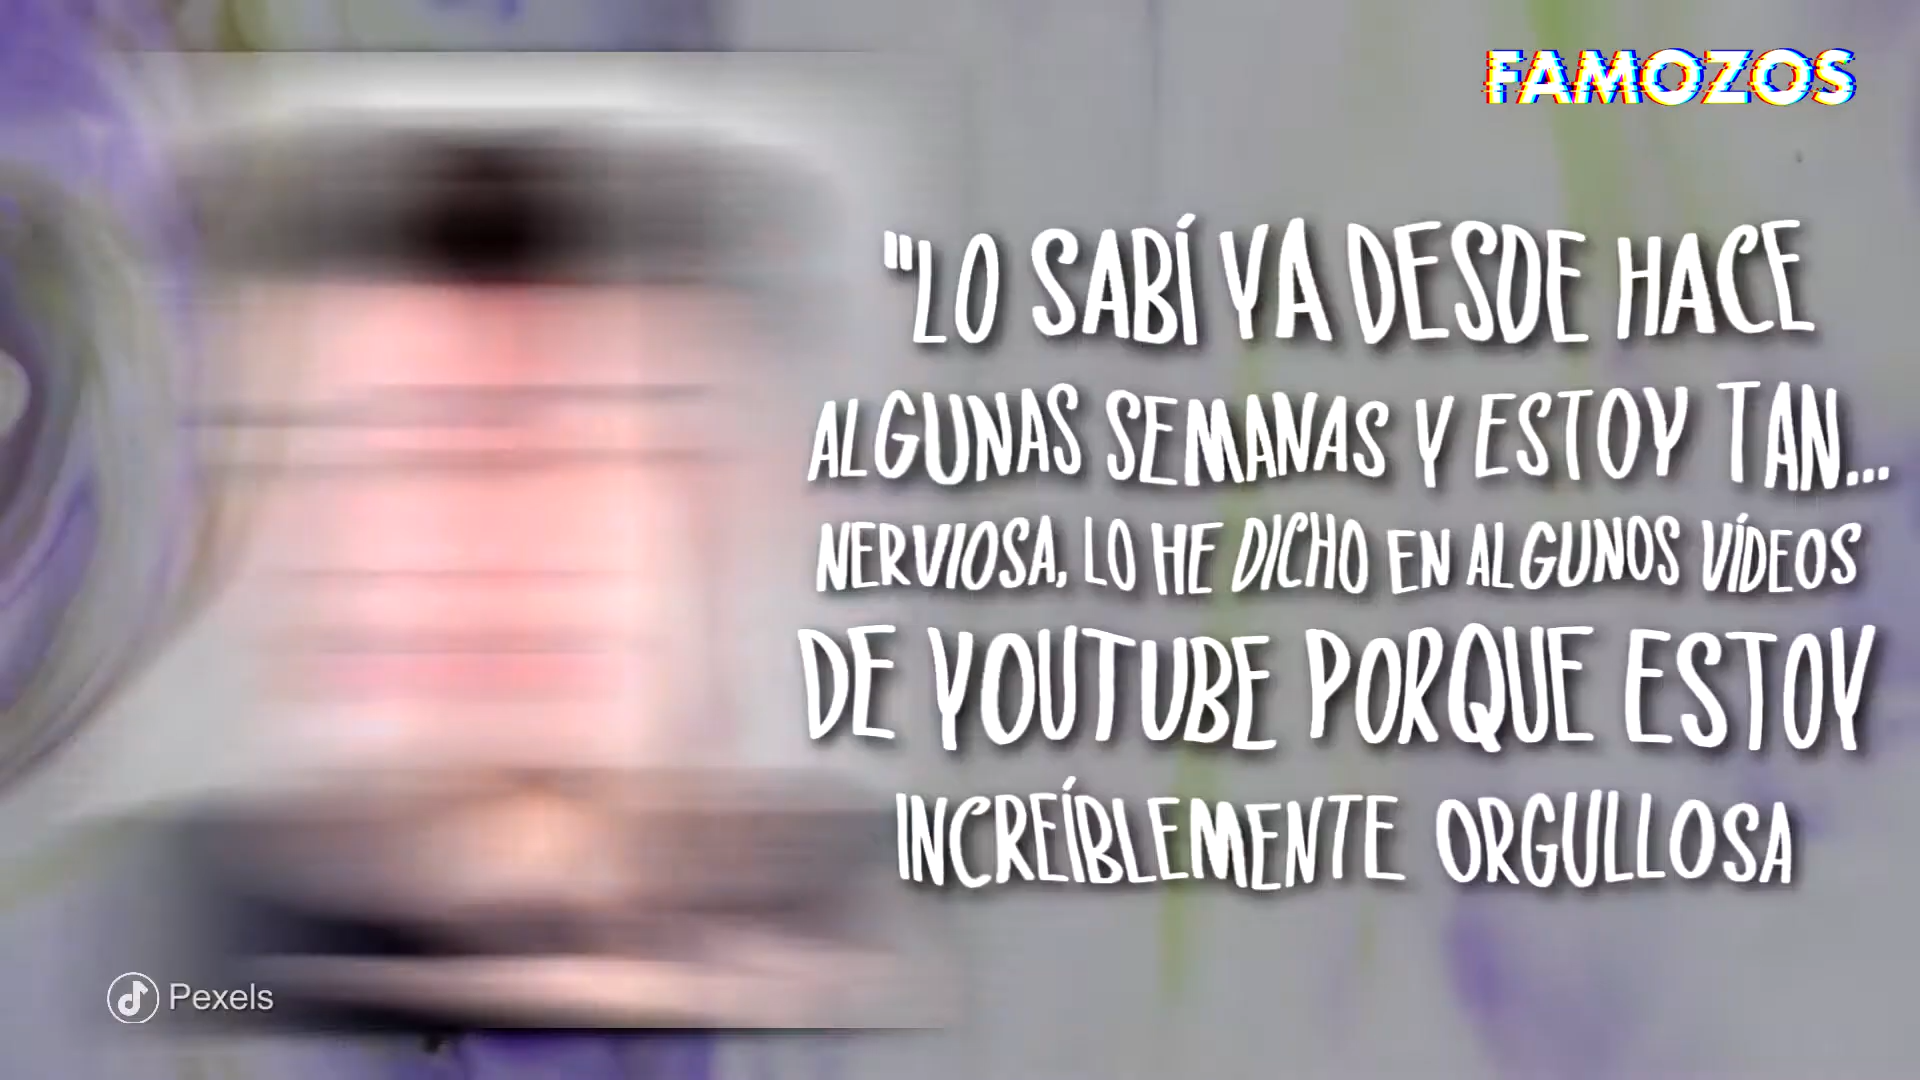 FAMOZOS
"LO SABÍ YA DESDE HACE
ALGUNAS SEMANAS Y ESTOY TAN...
NERVIOSA, LO HE DICHO EN ALGUNOS VÍDEOS
DE YOUTUBE PORQUE ESTOY
INCREÍBLEMENTE ORGULLOSA
Pexels